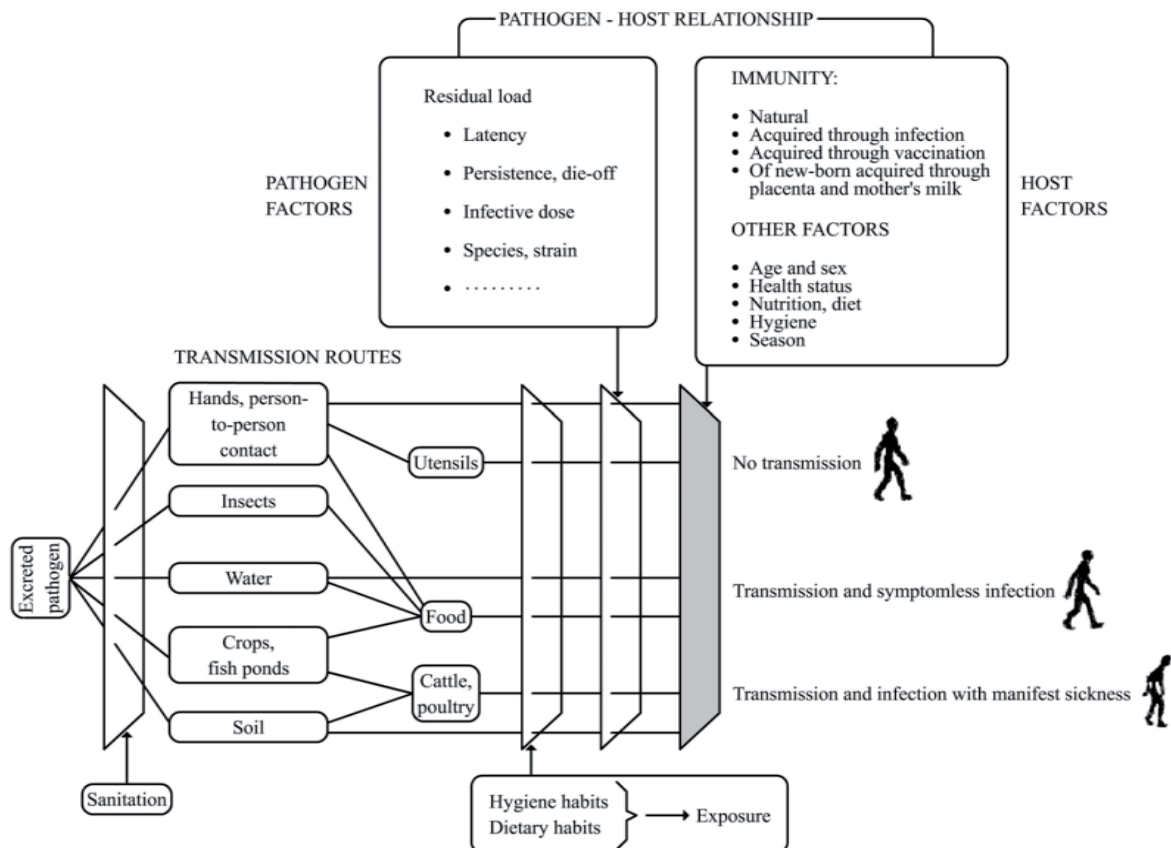 PATHOGEN - HOST RELATIONSHIP
PATHOGEN
FACTORS
Residual load
• Latency
• Persistence, die-off
• Infective dose
• Species, strain
• ·········
IMMUNITY:
• Natural
• Acquired through infection
• Acquired through vaccination
• Of new-born acquired through
placenta and mother's milk
OTHER FACTORS
• Age and sex
• Health status
• Nutrition, diet
• Hygiene
• Season
HOST
FACTORS
TRANSMISSION ROUTES
Excreted
pathogen
Hands, person-
to-person
contact
Insects
Water
Crops,
fish ponds
Soil
Utensils
Food
Cattle,
poultry
No transmission
Transmission and symptomless infection
Transmission and infection with manifest sickness
Sanitation
Hygiene habits
Dietary habits
Exposure